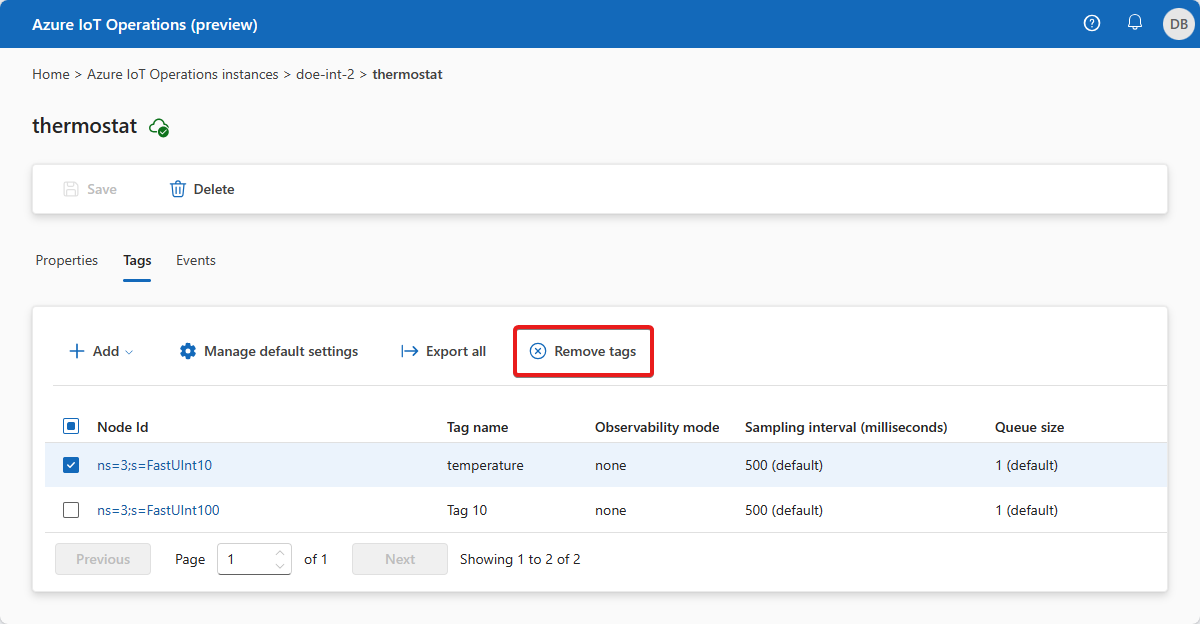 Azure IoT Operations (preview)
DB
Home > Azure IoT Operations instances > doe-int-2 > thermostat
thermostat
Save Delete
Properties Tags Events
Add Manage default settings Export all Remove tags
Node Id Tag name Observability mode Sampling interval (milliseconds) Queue size
ns=3;s=FastUInt10 temperature none 500 (default) 1 (default)
ns=3;s=FastUInt100 Tag 10 none 500 (default) 1 (default)
Previous Page 1 of 1 Next Showing 1 to 2 of 2